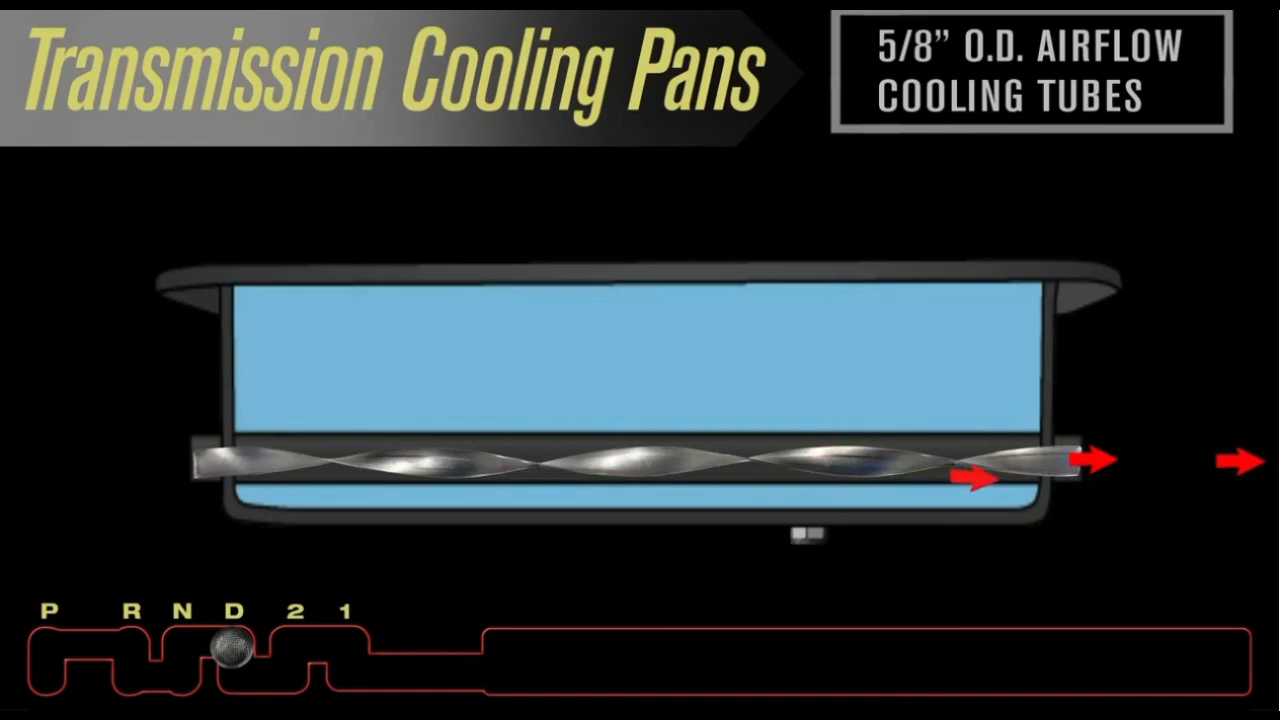 Transmission Cooling Pans
5/8” O.D. AIRFLOW
COOLING TUBES
P R N D 2 1